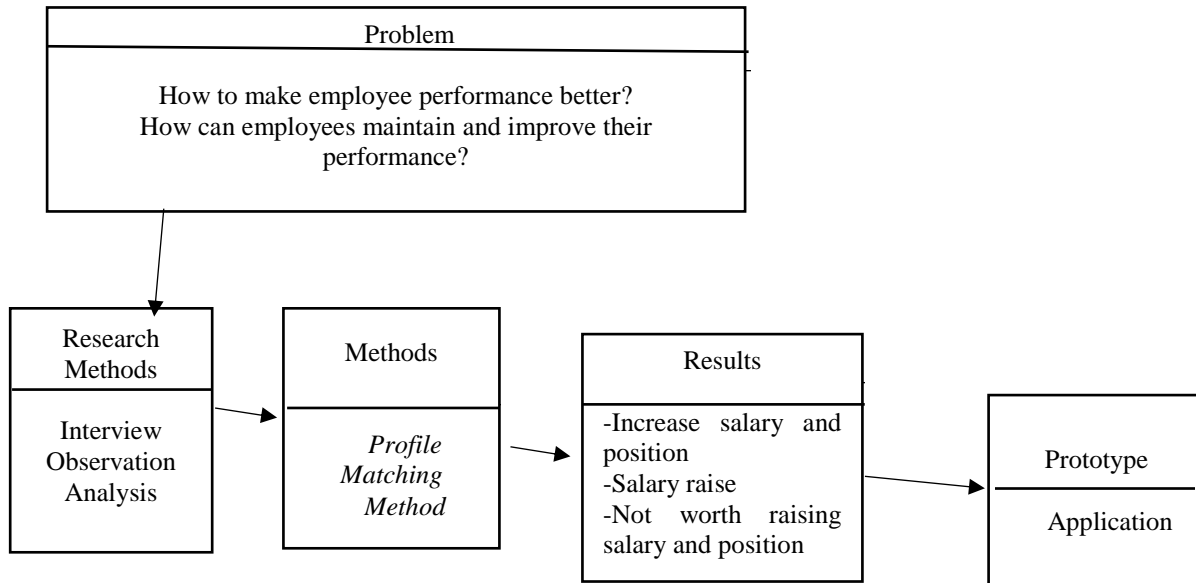 Problem
How to make employee performance better?
How can employees maintain and improve their
performance?
Research
Methods
Interview
Observation
Analysis
Methods
Profile
Matching
Method
Results
-Increase salary and
position
-Salary raise
-Not worth raising
salary and position
Prototype
Application